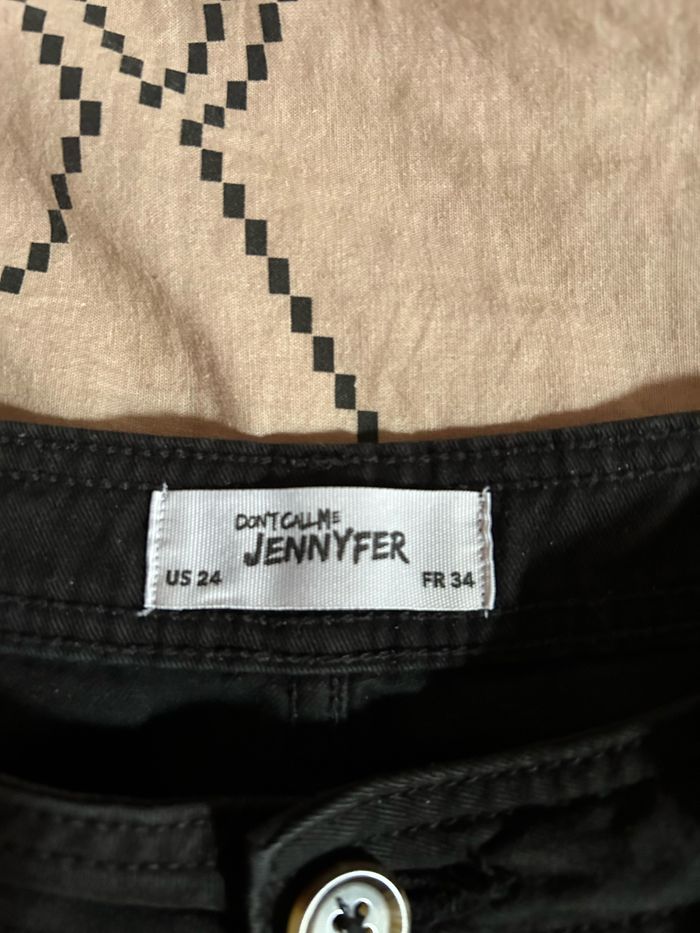 DON'T CALL ME
JENNYFER
US 24
FR 34